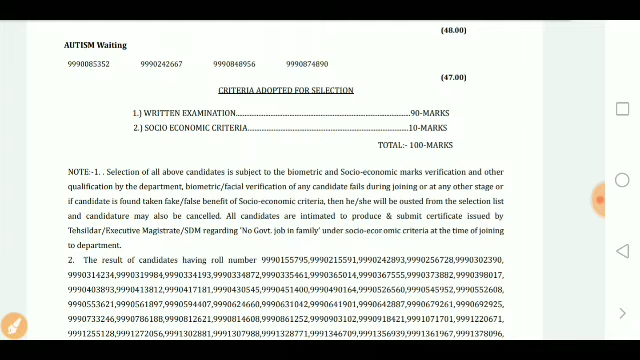 (48.00)
AUTISM Waiting
9990085352 9990242667 9990848956 9990874890
(47.00)
CRITERIA ADOPTED FOR SELECTION
1.) WRITTEN EXAMINATION...........................................................................90-MARKS
2.) SOCIO ECONOMIC CRITERIA......................................................................10-MARKS
TOTAL:- 100-MARKS
NOTE:-1. . Selection of all above candidates is subject to the biometric and Socio-economic marks verification and other
qualification by the department, biometric/facial verification of any candidate fails during joining or at any other stage or
if candidate is found taken fake/false benefit of Socio-economic criteria, then he/she will be ousted from the selection list
and candidature may also be cancelled. All candidates are intimated to produce & submit certificate issued by
Tehsildar/Executive Magistrate/SDM regarding 'No Govt. job in family' under socio-economic criteria at the time of joining
to department.
2. The result of candidates having roll number 9990155795,9990215591,9990242893,9990256728,9990302390
,9990314234,9990319984,9990334193,9990334872,9990335461,9990365014,9990367555,9990373882,9990398017,
9990403893,9990413812,9990417181,9990430545,9990451400,9990490164,9990526560,9990545952,9990552608,
9990553621,9990561897,9990594407,9990624660,9990631042,9990641901,9990642887,9990679261,9990692925,
9990733246,9990786188,9990812621,9990814608,9990861252,9990903102,9990918421,9991071701,9991220671,
9991255128,9991272056,9991302881,9991307988,9991328771,9991346709,9991356939,9991361967,9991378096,